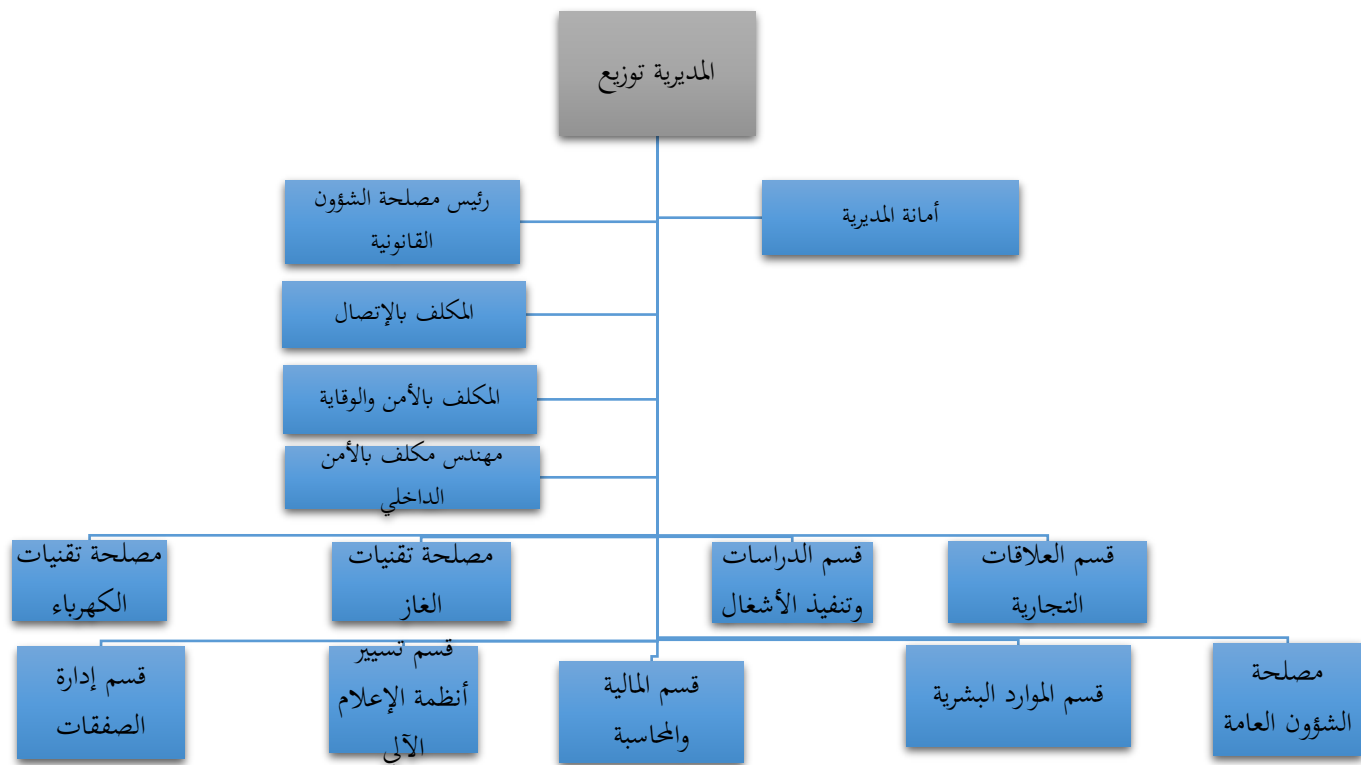 المديرية توزيع
أمانة المديرية
رئيس مصلحة الشؤون
القانونية
المكلف بالإتصال
المكلف بالأمن والوقاية
مهندس مكلف بالأمن
الداخلي
قسم العلاقات
التجارية
قسم الدراسات
وتنفيذ الأشغال
مصلحة تقنيات
الغاز
مصلحة تقنيات
الكهرباء
مصلحة
الشؤون العامة
قسم الموارد البشرية
قسم المالية
والمحاسبة
قسم تسيير
أنظمة الإعلام
الآلي
قسم إدارة
الصفقات